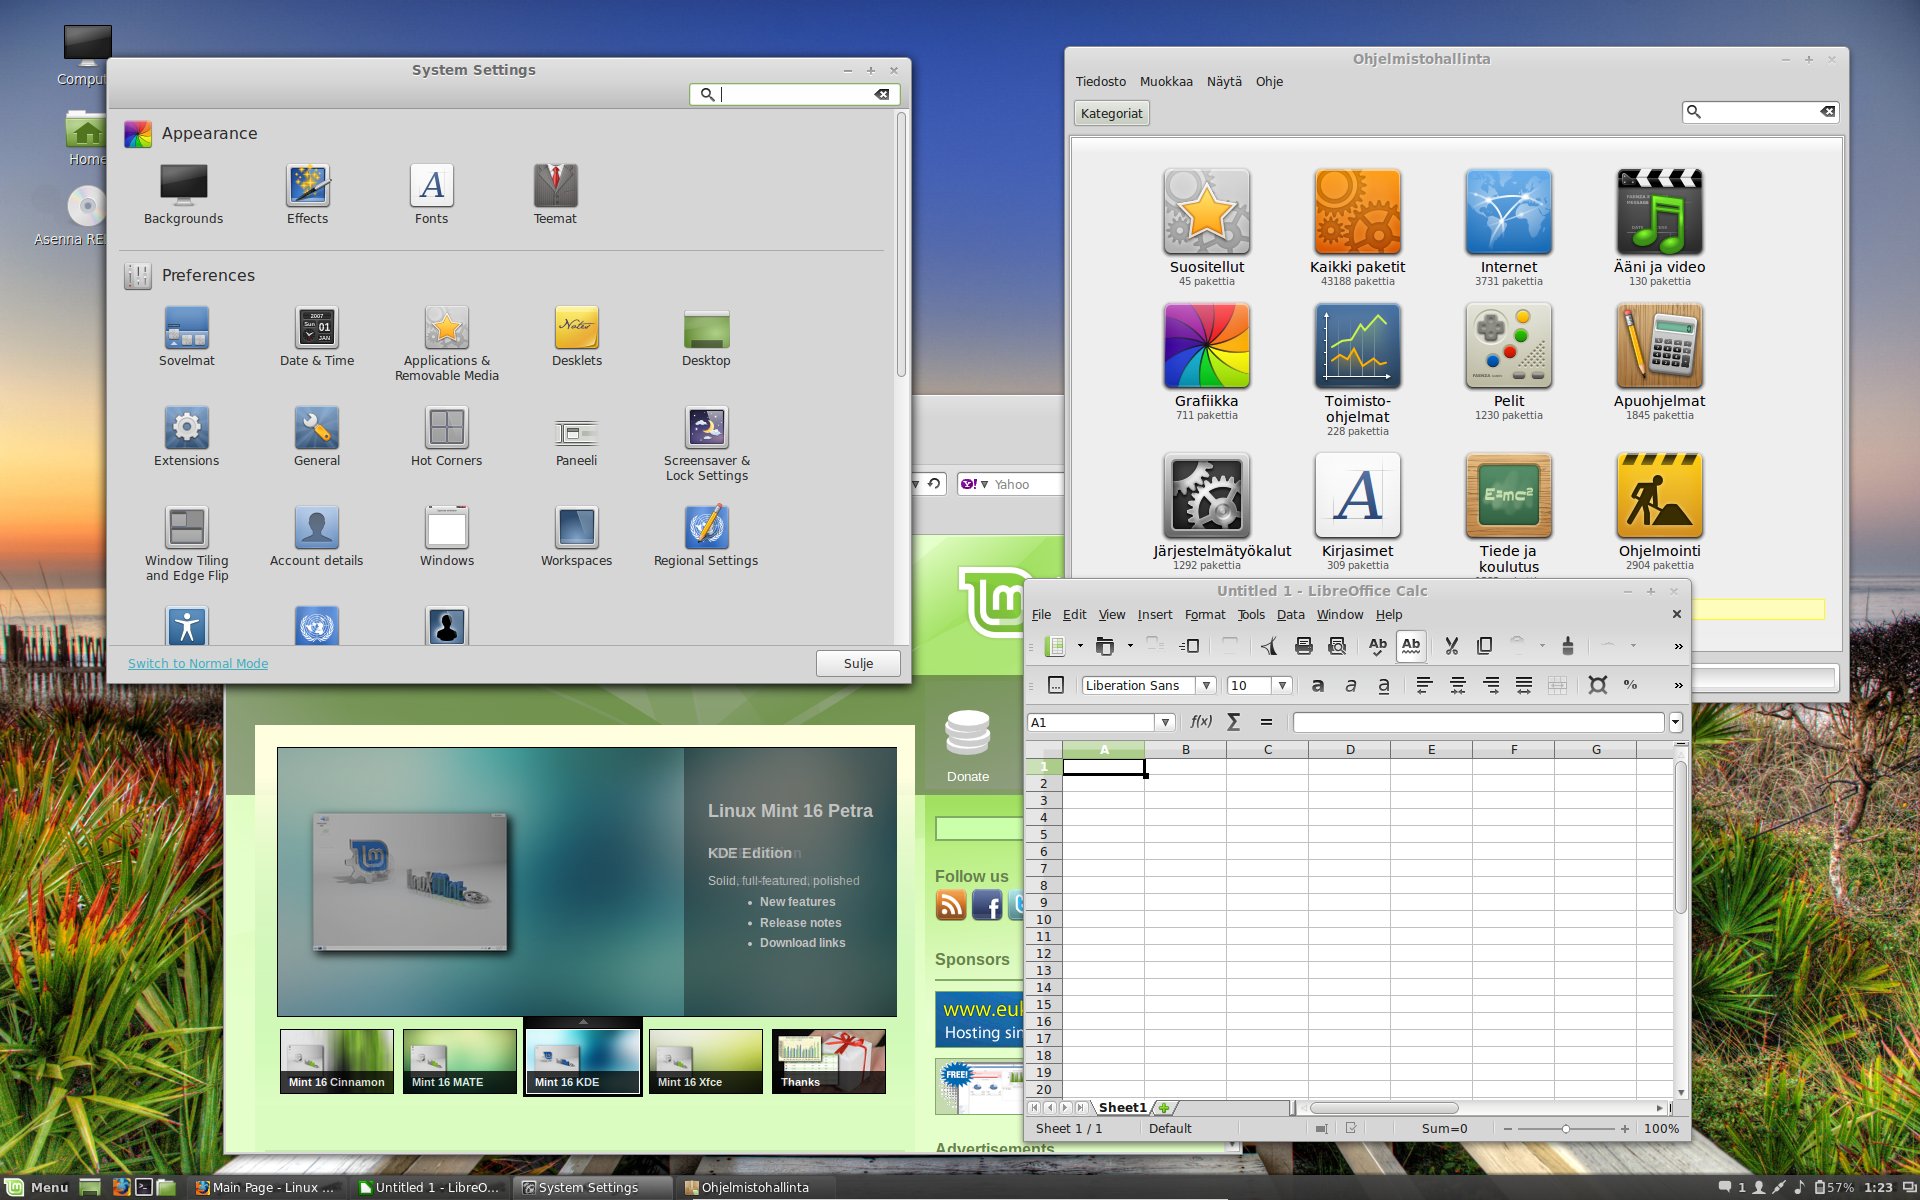 Home
System Settings
Appearance
Backgrounds
Effects
Fonts
Teemat
Preferences
Sovelmat
Date & Time
Applications &
Removable Media
Desklets
Desktop
Extensions
General
Hot Corners
Paneeli
Screensaver &
Lock Settings
Window Tiling
and Edge Flip
Account details
Windows
Workspaces
Regional Settings
Switch to Normal Mode
Sulje
Ohjelmistohallinta
Tiedosto Muokkaa Näytä Ohje
Kategoriat
Suositellut
45 pakettia
Kaikki paketit
43188 pakettia
Internet
3731 pakettia
Ääni ja video
130 pakettia
Grafiikka
711 pakettia
Toimisto-
ohjelmat
228 pakettia
Pelit
1230 pakettia
Apuohjelmat
1845 pakettia
Järjestelmätyökalut
1292 pakettia
Kirjasimet
309 pakettia
E=mc²
Tiede ja
koulutus
Ohjelmointi
2904 pakettia
Yahoo
Donate
Linux Mint 16 Petra
KDE Edition
Solid, full-featured, polished
New features
Release notes
Download links
Mint 16 Cinnamon
Mint 16 MATE
Mint 16 KDE
Mint 16 Xfce
Thanks
Follow us
Sponsors
Hosting
FREE!
Advertisements
Untitled 1 - LibreOffice Calc
File Edit View Insert Format Tools Data Window Help
Liberation Sans 10
A1 f(x) Σ =
A B C D E F G
1
2
3
4
5
6
7
8
9
10
11
12
13
14
15
16
17
18
19
20
Sheet1
Sheet 1 / 1 Default Sum=0 100%
Menu Main Page - Linux ... Untitled 1 - LibreO... System Settings Ohjelmistohallinta 1 57% 1:23